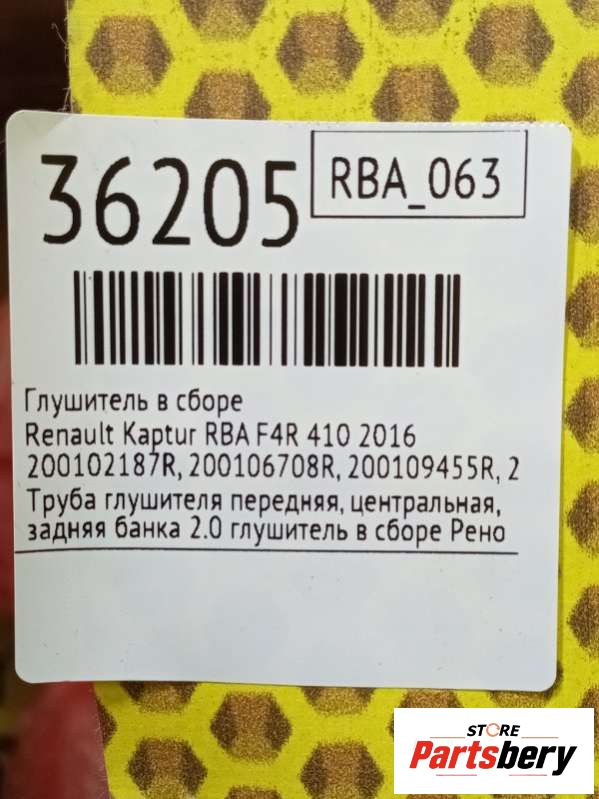 36205
RBA_063
Глушитель в сборе
Renault Kaptur RBA F4R 410 2016
200102187R, 200106708R, 200109455R, 2
Труба глушителя передняя, центральная,
задняя банка 2.0 глушитель в сборе Рено
STORE
Partsbery